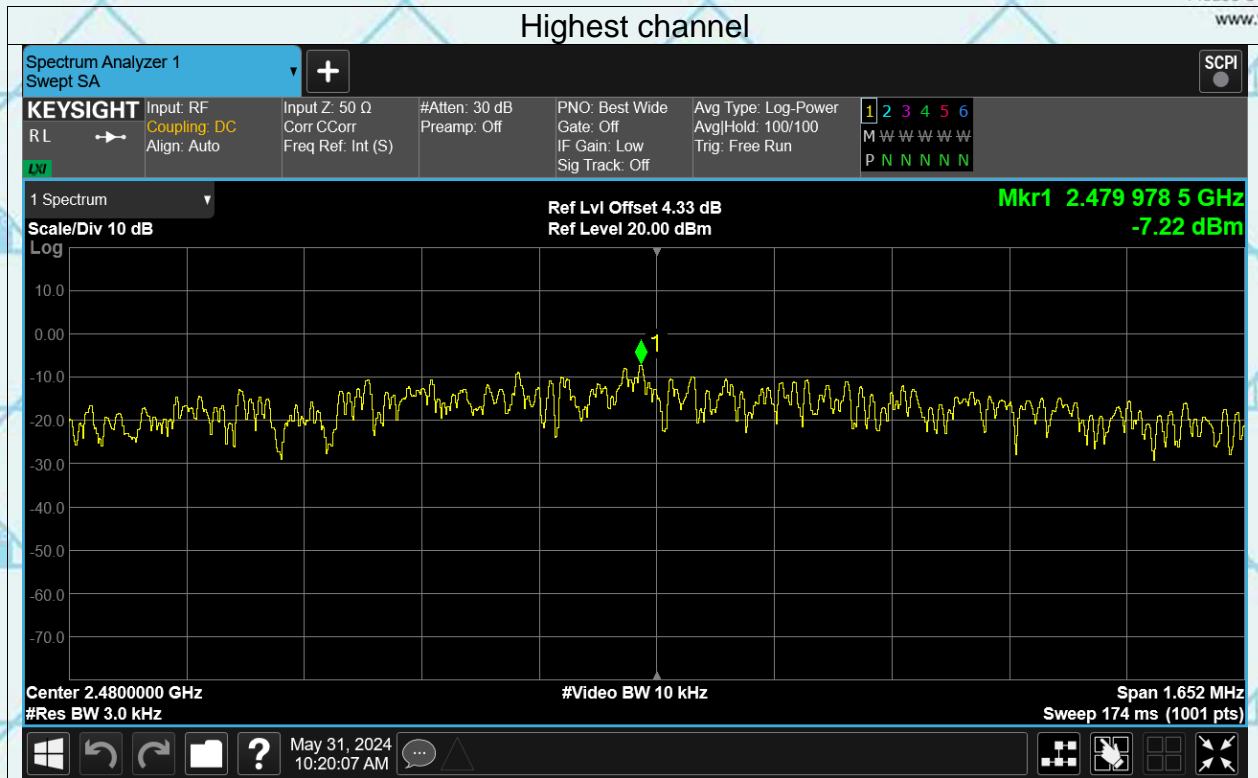 www.
Highest channel
Spectrum Analyzer 1
Swept SA
SCPI
KEYSIGHT
R L
LXI
Input: RF
Coupling: DC
Align: Auto
Input Z: 50 Ω
Corr CCorr
Freq Ref: Int (S)
#Atten: 30 dB
Preamp: Off
PNO: Best Wide
Gate: Off
IF Gain: Low
Sig Track: Off
Avg Type: Log-Power
Avg|Hold: 100/100
Trig: Free Run
1 2 3 4 5 6
M W W W W W
P N N N N N
1 Spectrum
Scale/Div 10 dB
Log
Ref Lvl Offset 4.33 dB
Ref Level 20.00 dBm
Mkr1 2.479 978 5 GHz
-7.22 dBm
10.0
0.00
1
-10.0
-20.0
-30.0
-40.0
-50.0
-60.0
-70.0
Center 2.4800000 GHz
#Video BW 10 kHz
Span 1.652 MHz
#Res BW 3.0 kHz
Sweep 174 ms (1001 pts)
?
May 31, 2024
10:20:07 AM